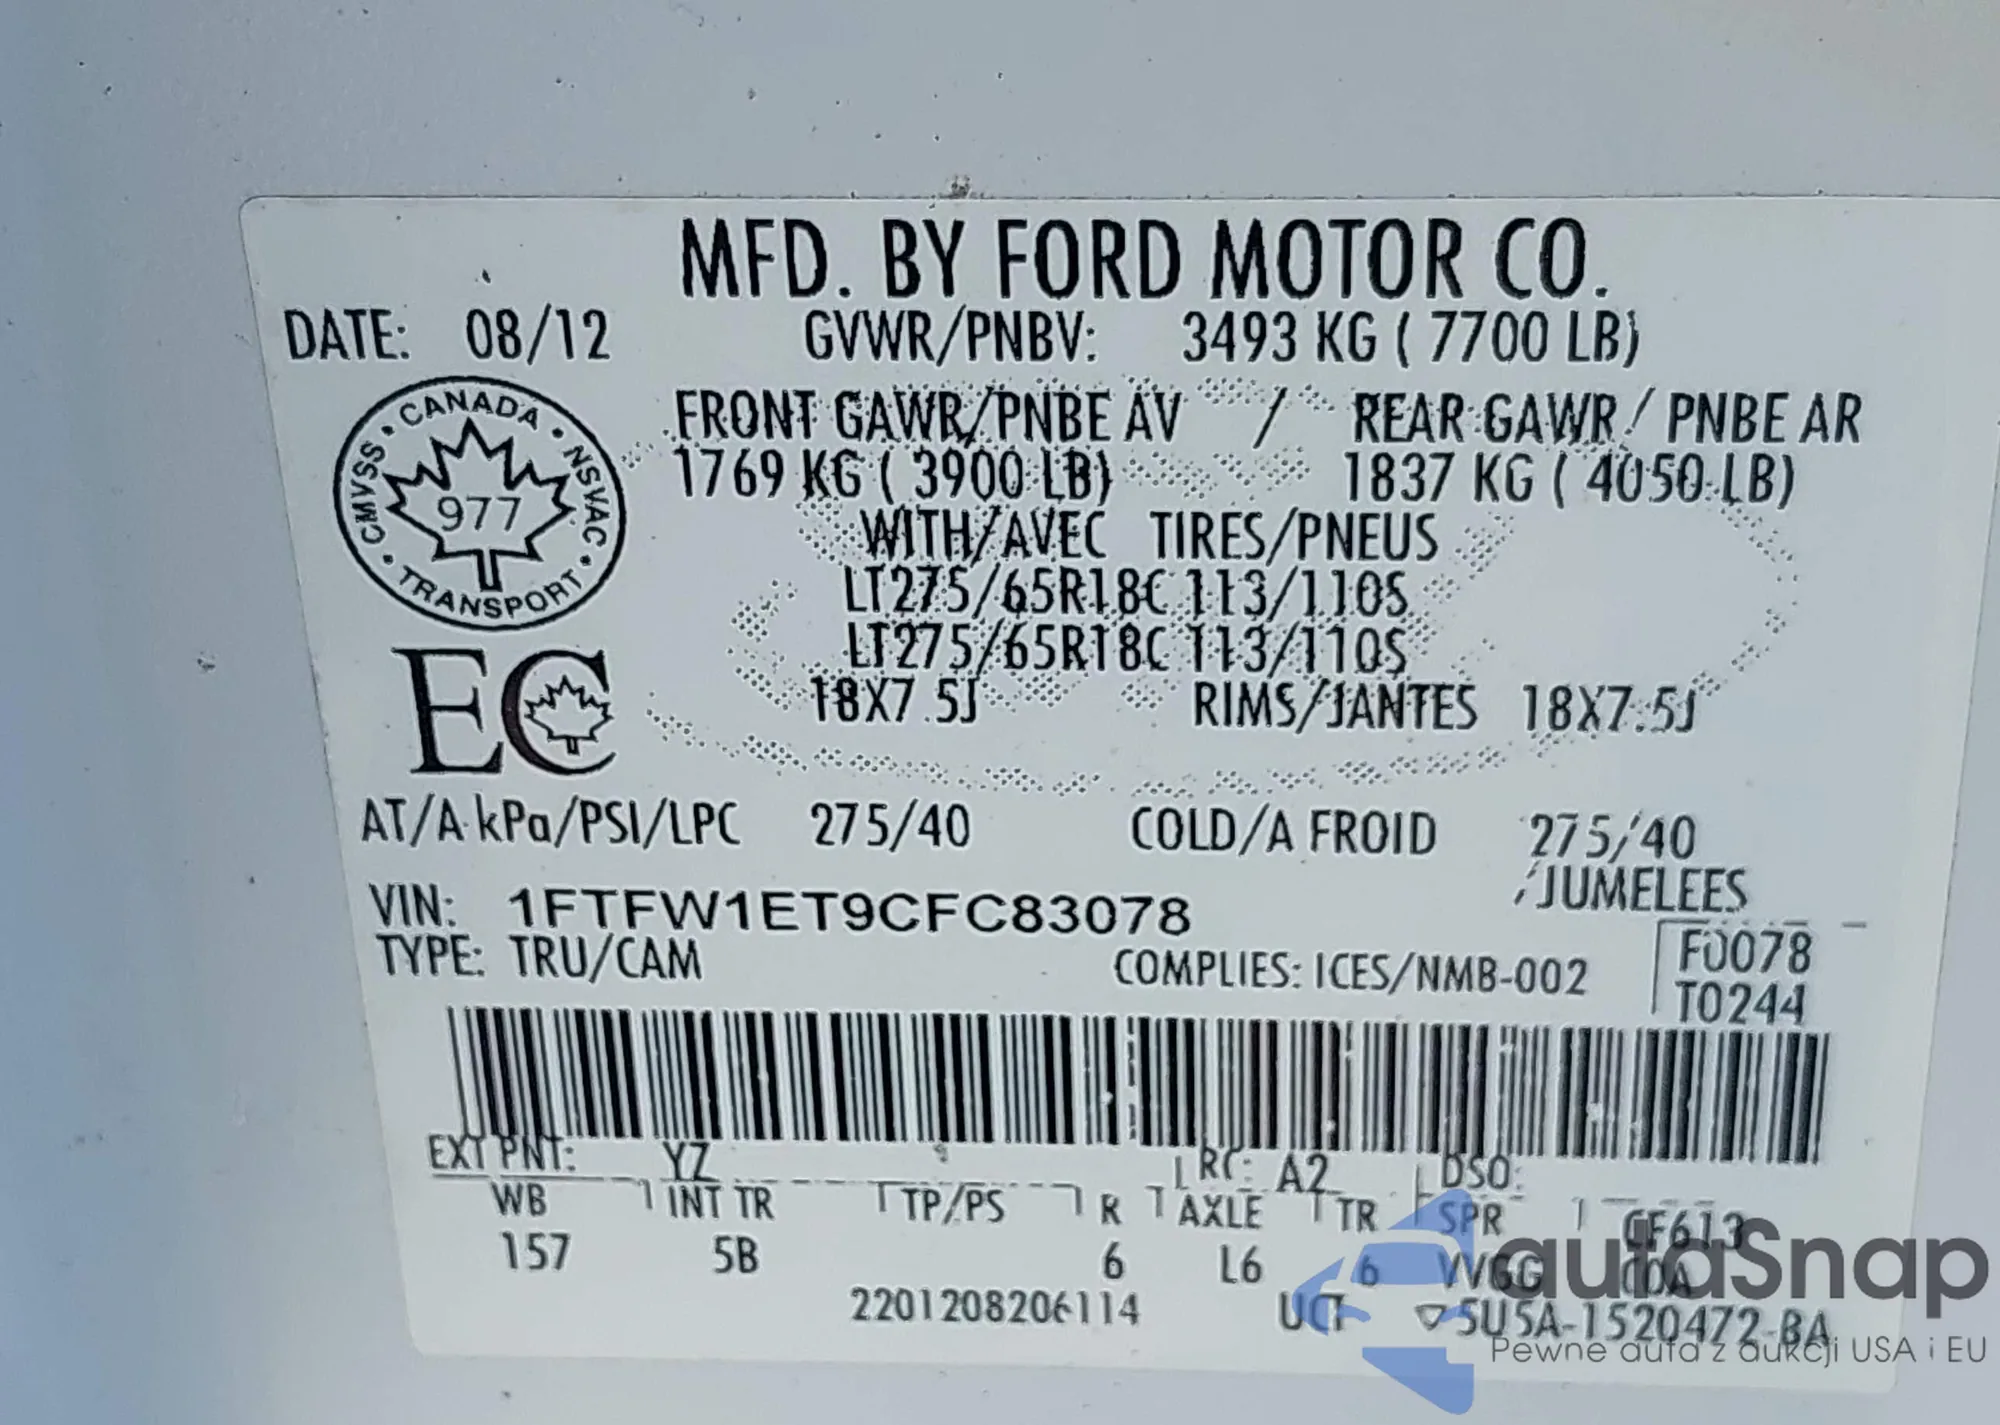 MFD. BY FORD MOTOR CO.
DATE: 08/12 GVWR/PNBV: 3493 KG ( 7700 LB)
FRONT GAWR/PNBE AV / REAR GAWR/ PNBE AR
1769 KG ( 3900 LB) 1837 KG ( 4050 LB)
WITH/AVEC TIRES/PNEUS
LT275/65R18C 113/110S
LT275/65R18C 113/110S
18X7.5J RIMS/JANTES 18X7.5J
CANADA • NSVAC • TRANSPORT • CMVSS •
977
EC
AT/A kPa/PSI/LPC 275/40 COLD/A FROID 275/40
/JUMELEES
VIN: 1FTFW1ET9CFC83078
TYPE: TRU/CAM COMPLIES: ICES/NMB-002
F0078
T0244
EXT PNT: YZ RC: A2 DSO:
WB INT TR TP/PS R AXLE TR SPR CF613
157 5B 6 L6 6 VVGG C0A
2201208206114 UCT ▽5U5A-1520472-BA
autoSnap
Pewne auta z aukcji USA i EU